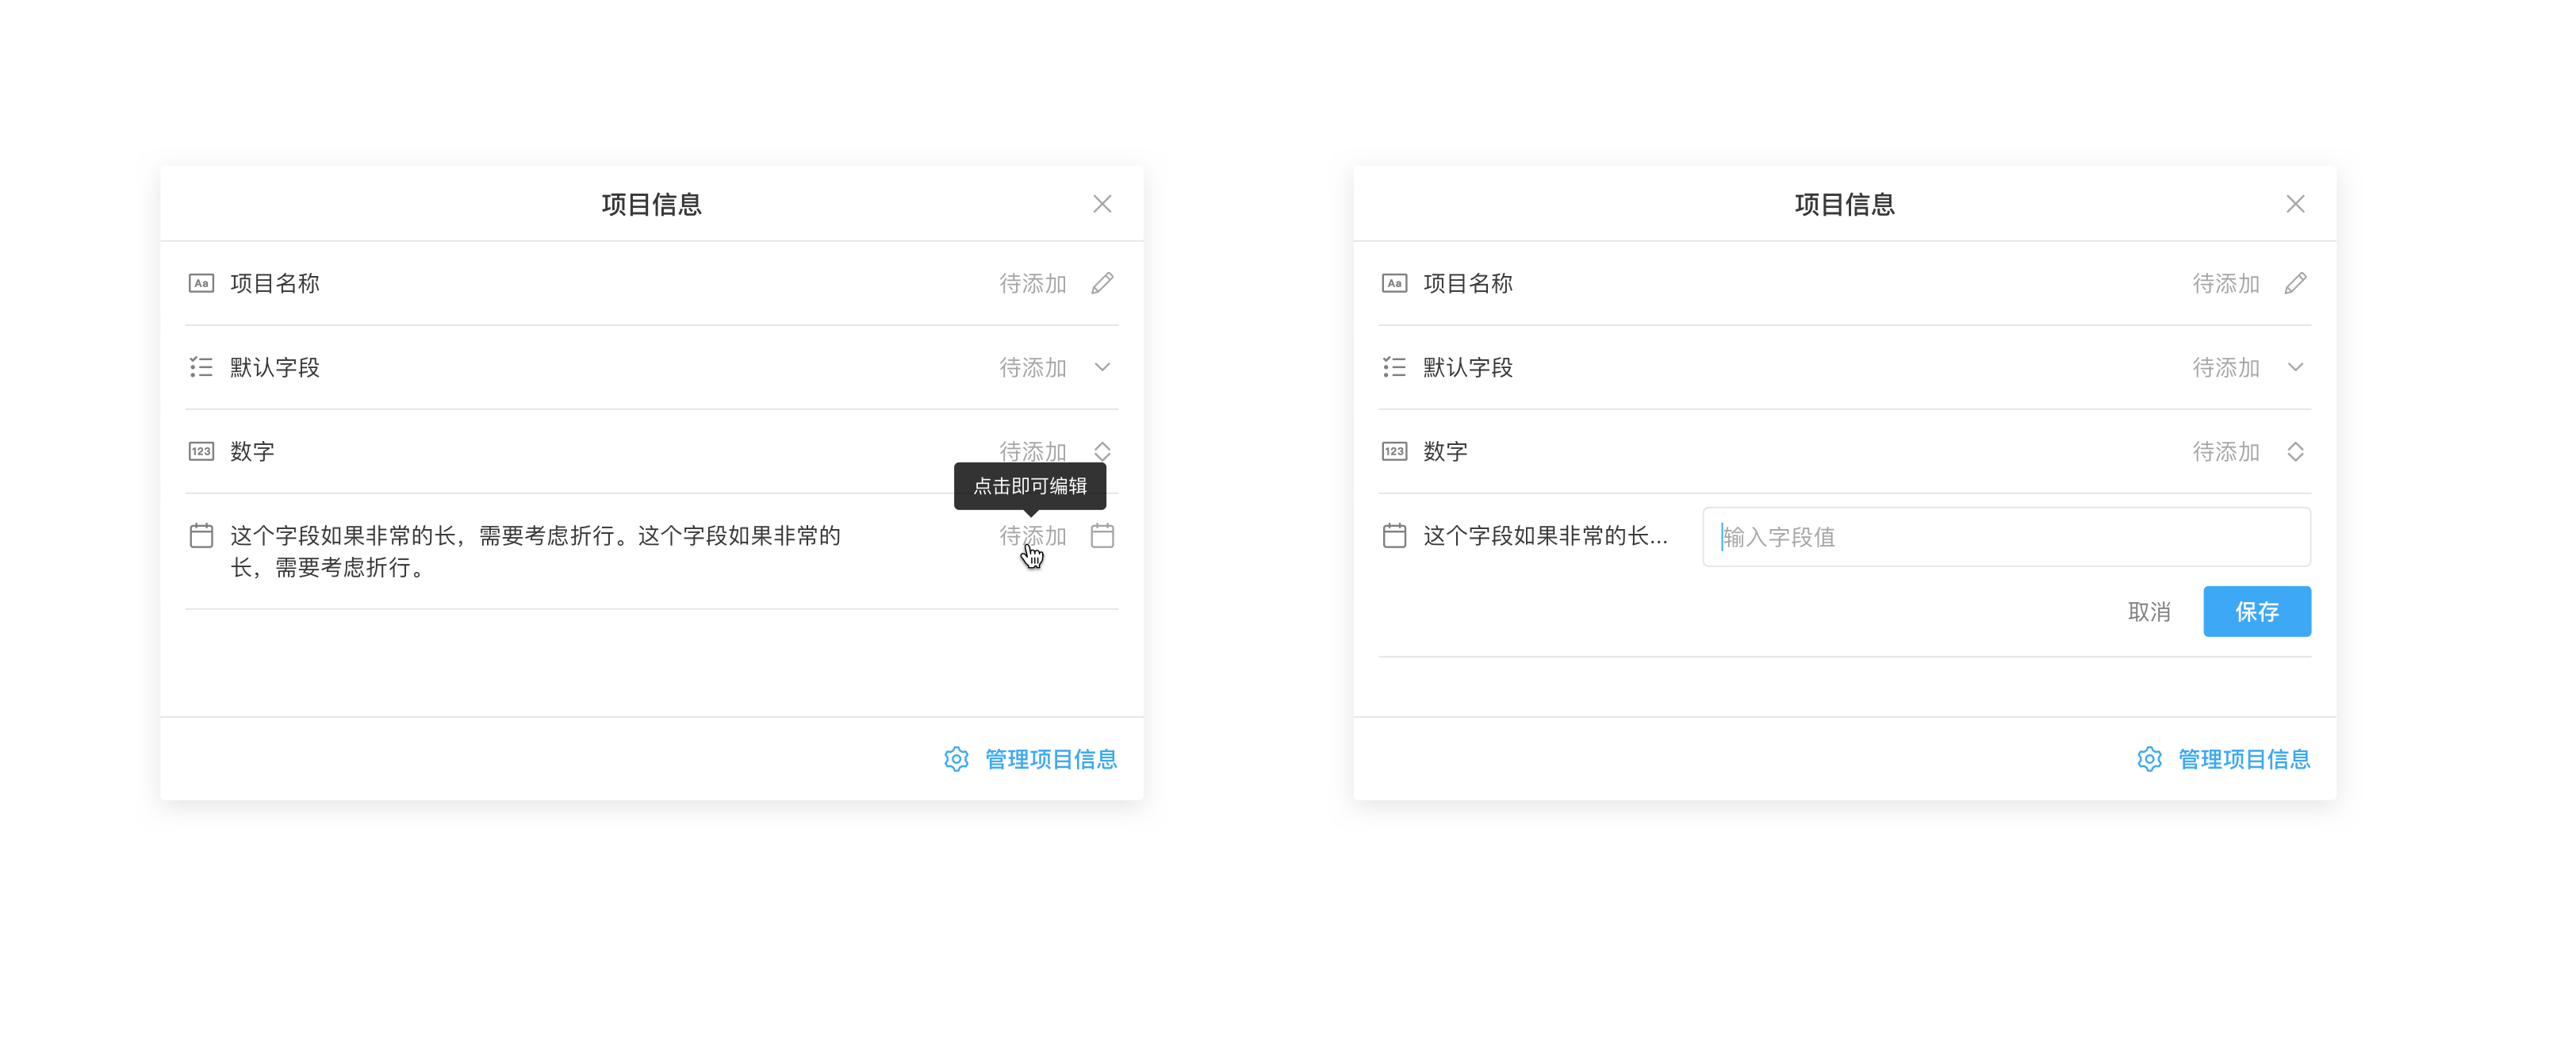 项目信息
Aa 项目名称 待添加
默认字段 待添加
123 数字 待添加
点击即可编辑
这个字段如果非常的长，需要考虑折行。这个字段如果非常的 待添加
长，需要考虑折行。
管理项目信息
项目信息
Aa 项目名称 待添加
默认字段 待添加
123 数字 待添加
这个字段如果非常的长... 输入字段值
取消 保存
管理项目信息